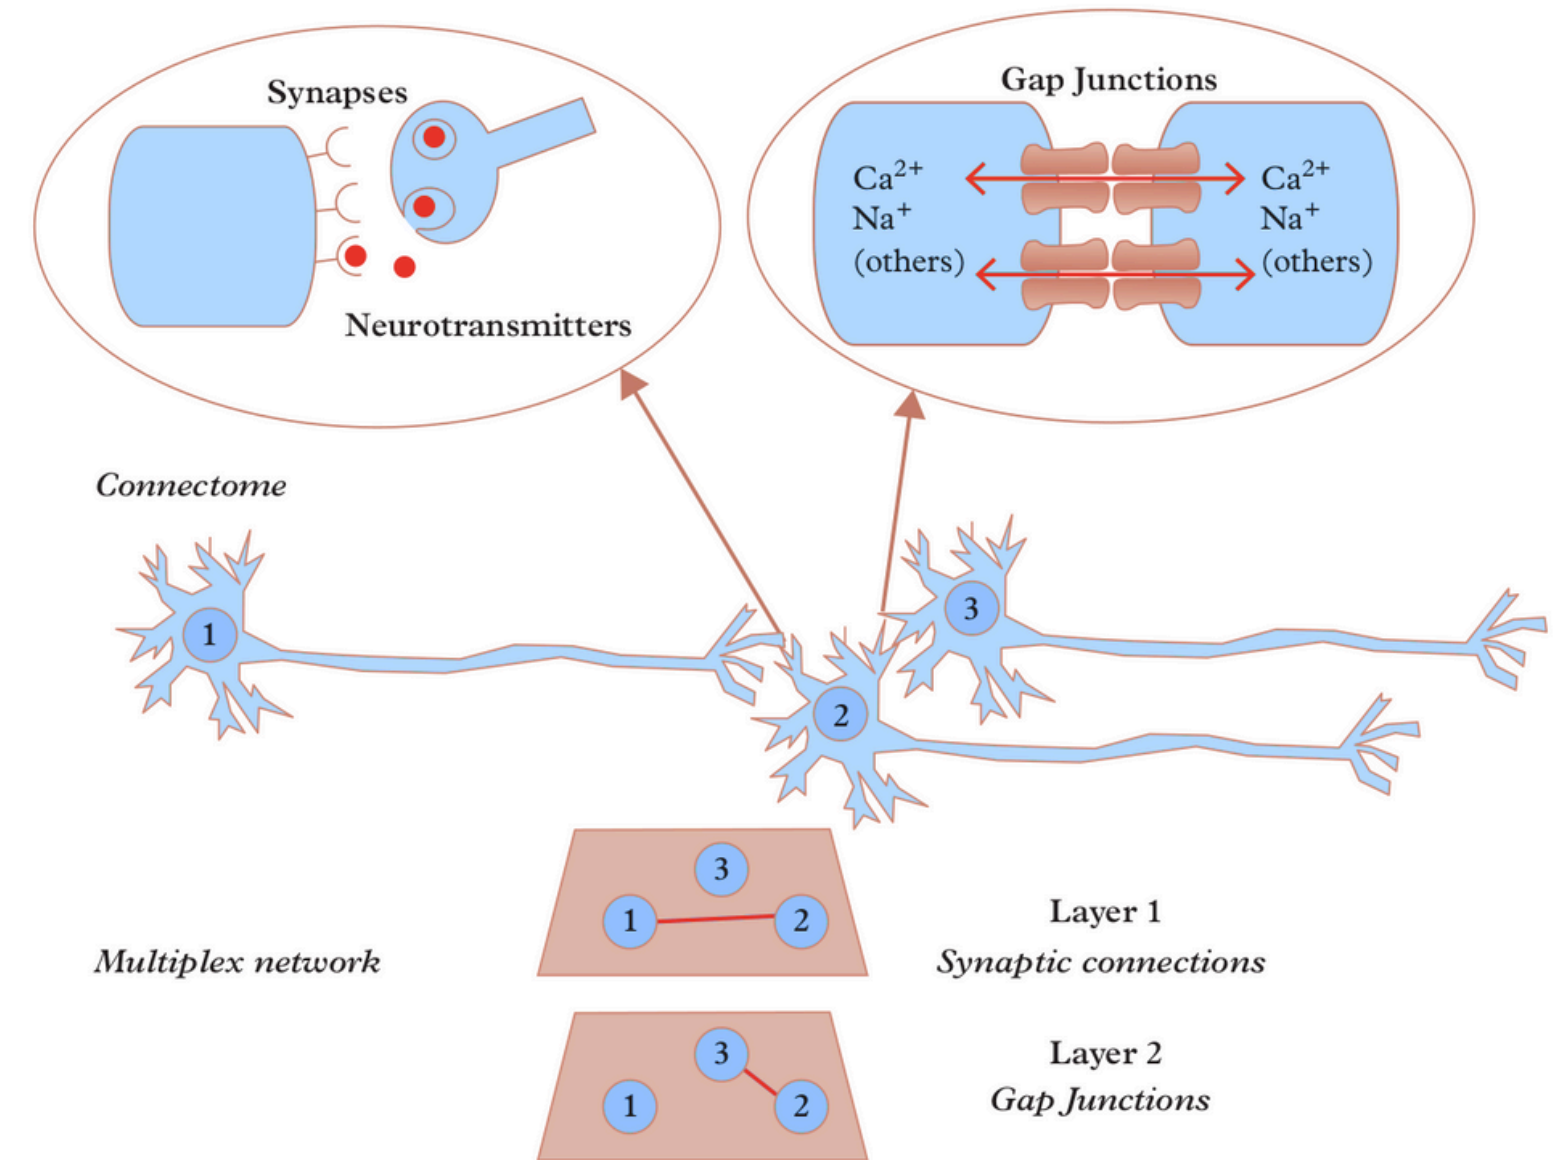 Synapses
Neurotransmitters
Gap Junctions
Ca²⁺
Na⁺
(others)
Ca²⁺
Na⁺
(others)
Connectome
1
2
3
3
1
2
Layer 1
Synaptic connections
Multiplex network
3
1
2
Layer 2
Gap Junctions